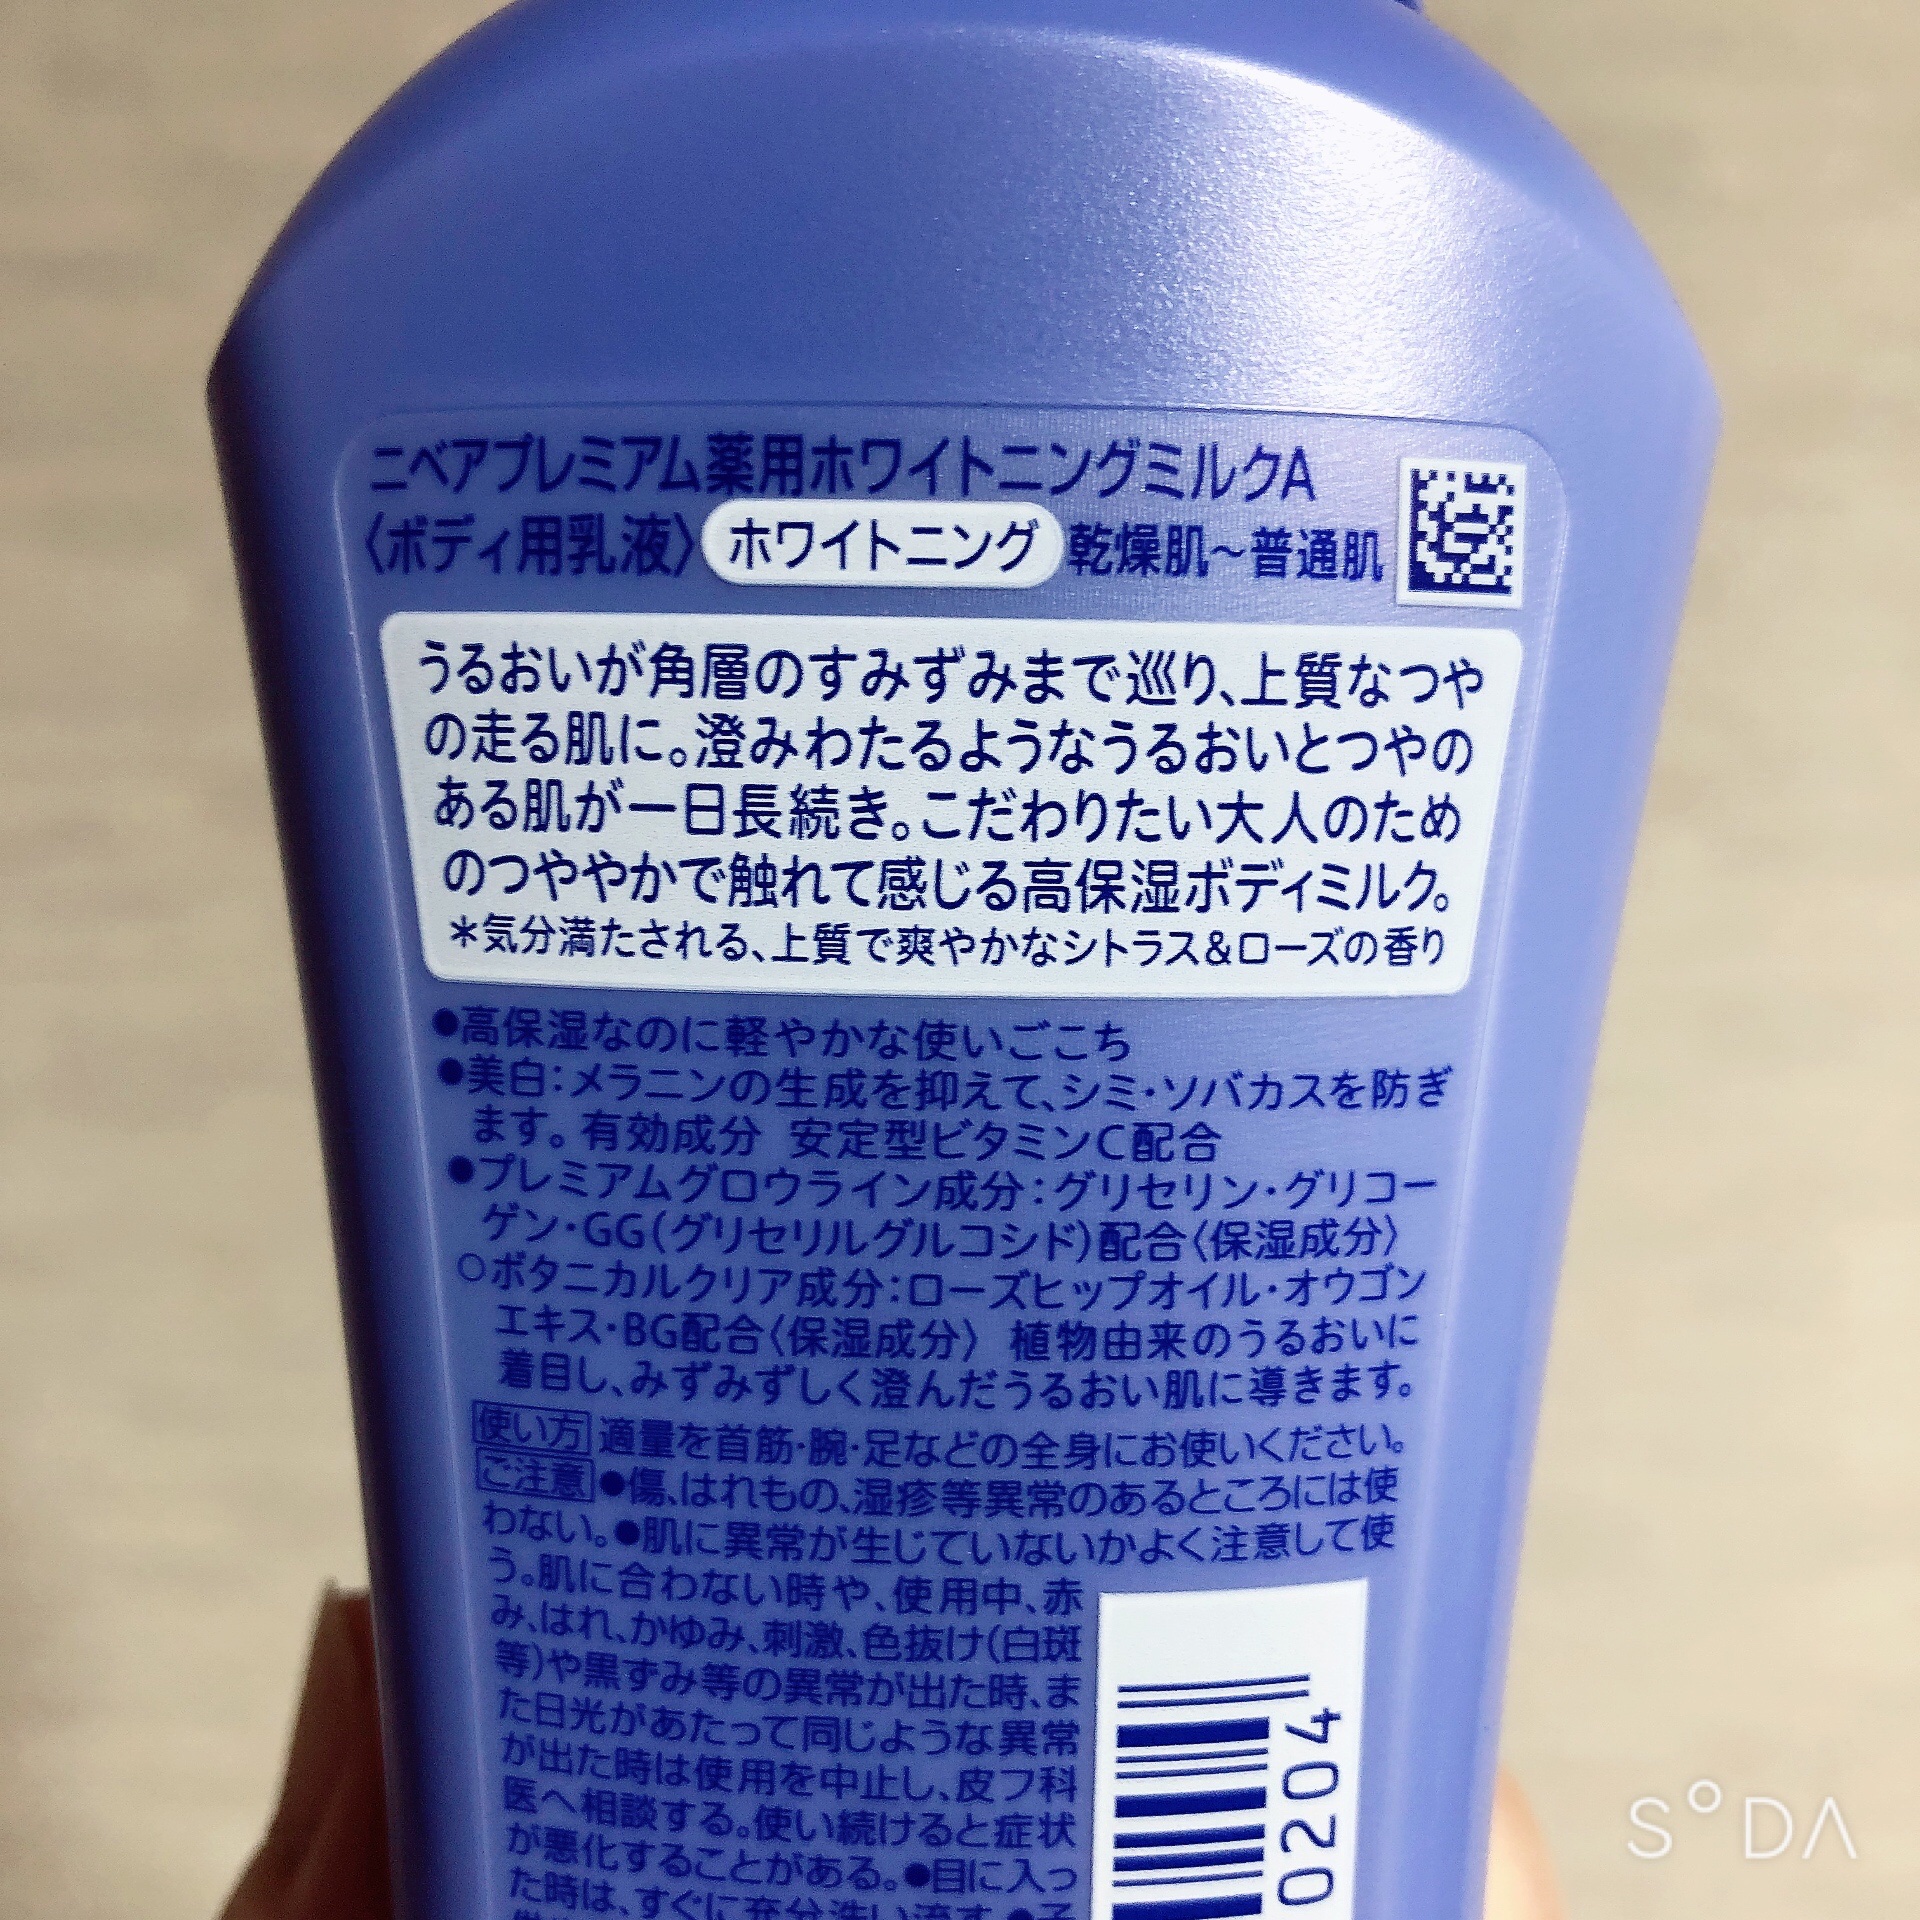 ニベアプレミアム薬用ホワイトニングミルクA
〈ボディ用乳液〉 ホワイトニング 乾燥肌～普通肌
うるおいが角層のすみずみまで巡り、上質なつや
の走る肌に。澄みわたるようなうるおいとつやの
ある肌が一日長続き。こだわりたい大人のため
のつややかで触れて感じる高保湿ボディミルク。
＊気分満たされる、上質で爽やかなシトラス&ローズの香り
●高保湿なのに軽やかな使いごこち
●美白：メラニンの生成を抑えて、シミ・ソバカスを防ぎ
ます。有効成分 安定型ビタミンC配合
●プレミアムグロウライン成分：グリセリン・グリコー
ゲン・GG(グリセリルグルコシド)配合〈保湿成分〉
○ボタニカルクリア成分：ローズヒップオイル・オウゴン
エキス・BG配合〈保湿成分〉 植物由来のうるおいに
着目し、みずみずしく澄んだうるおい肌に導きます。
使い方 適量を首筋・腕・足などの全身にお使いください。
ご注意 ●傷、はれもの、湿疹等異常のあるところには使
わない。●肌に異常が生じていないかよく注意して使
う。肌に合わない時や、使用中、赤
み、はれ、かゆみ、刺激、色抜け(白斑
等)や黒ずみ等の異常が出た時、ま
た日光があたって同じような異常
が出た時は使用を中止し、皮フ科
医へ相談する。使い続けると症状
が悪化することがある。●目に入っ
た時は、すぐに充分洗い流す。●子
0204
SODA